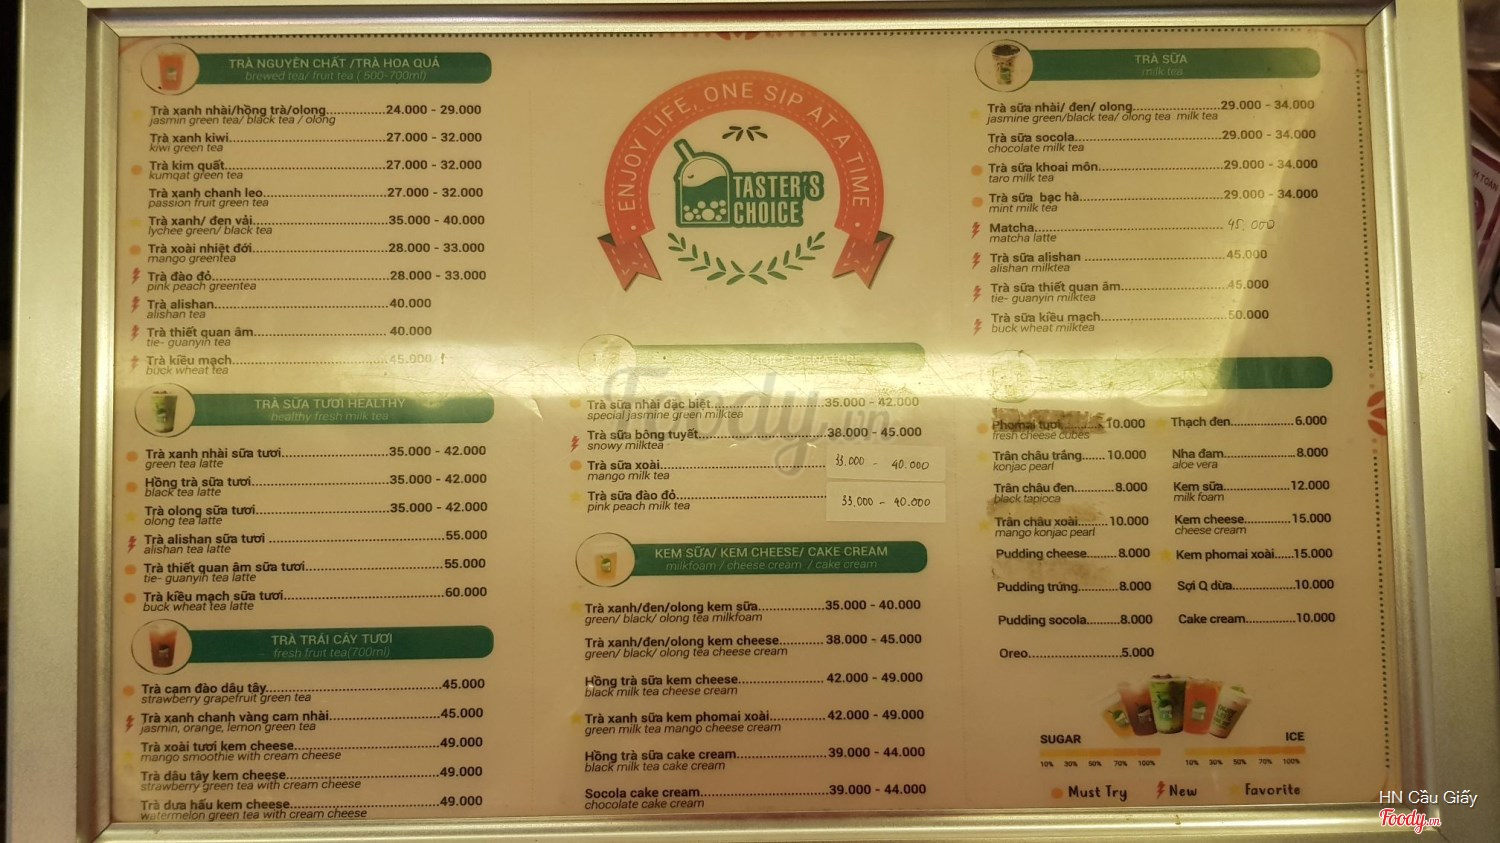 TRÀ NGUYÊN CHẤT /TRÀ HOA QUẢ
brewed tea/ fruit tea ( 500-700ml)
Trà xanh nhài/hồng trà/olong 24.000 - 29.000
jasmin green tea/ black tea / olong
Trà xanh kiwi 27.000 - 32.000
kiwi green tea
Trà kim quất 27.000 - 32.000
kumqat green tea
Trà xanh chanh leo 27.000 - 32.000
passion fruit green tea
Trà xanh/ đen vải 35.000 - 40.000
lychee green/ black tea
Trà xoài nhiệt đới 28.000 - 33.000
mango greentea
Trà đào đỏ 28.000 - 33.000
pink peach greentea
Trà alishan 40.000
alishan tea
Trà thiết quan âm 40.000
tie- guanyin tea
Trà kiều mạch 45.000
buck wheat tea
TRÀ SỮA TƯƠI HEALTHY
healthy fresh milk tea
Trà xanh nhài sữa tươi 35.000 - 42.000
green tea latte
Hồng trà sữa tươi 35.000 - 42.000
black tea latte
Trà olong sữa tươi 35.000 - 42.000
olong tea latte
Trà alishan sữa tươi 55.000
alishan tea latte
Trà thiết quan âm sữa tươi 55.000
tie- guanyin tea latte
Trà kiều mạch sữa tươi 60.000
buck wheat tea latte
TRÀ TRÁI CÂY TƯƠI
fresh fruit tea(700ml)
Trà cam đào dâu tây 45.000
strawberry grapefruit green tea
Trà xanh chanh vàng cam nhài 45.000
jasmin, orange, lemon green tea
Trà xoài tươi kem cheese 49.000
mango smoothie with cream cheese
Trà dâu tây kem cheese 49.000
strawberry green tea with cream cheese
Trà dưa hấu kem cheese 49.000
watermelon green tea with cream cheese
ENJOY LIFE, ONE SIP AT A TIME
TASTER'S
CHOICE
Trà sữa nhài đặc biệt 35.000 - 42.000
special jasmine green milktea
Trà sữa bông tuyết 38.000 - 45.000
snowy milktea
Trà sữa xoài 33.000 - 40.000
mango milk tea
Trà sữa đào đỏ 33.000 - 40.000
pink peach milk tea
KEM SỮA/ KEM CHEESE/ CAKE CREAM
milkfoam / cheese cream / cake cream
Trà xanh/đen/olong kem sữa 35.000 - 40.000
green/ black/ olong tea milkfoam
Trà xanh/đen/olong kem cheese 38.000 - 45.000
green/ black/ olong tea cheese cream
Hồng trà sữa kem cheese 42.000 - 49.000
black milk tea cheese cream
Trà xanh sữa kem phomai xoài 42.000 - 49.000
green milk tea mango cheese cream
Hồng trà sữa cake cream 39.000 - 44.000
black milk tea cake cream
Socola cake cream 39.000 - 44.000
chocolate cake cream
TRÀ SỮA
milk tea
Trà sữa nhài/ đen/ olong 29.000 - 34.000
jasmine green/black tea/ olong tea milk tea
Trà sữa socola 29.000 - 34.000
chocolate milk tea
Trà sữa khoai môn 29.000 - 34.000
taro milk tea
Trà sữa bạc hà 29.000 - 34.000
mint milk tea
Matcha 45.000
matcha latte
Trà sữa alishan 45.000
alishan milktea
Trà sữa thiết quan âm 45.000
tie- guanyin milktea
Trà sữa kiều mạch 50.000
buck wheat milktea
Phomai tươi 10.000
fresh cheese cubes
Trân châu trắng 10.000
konjac pearl
Trân châu đen 8.000
black tapioca
Trân châu xoài 10.000
mango konjac pearl
Pudding cheese 8.000
Pudding trứng 8.000
Pudding socola 8.000
Oreo 5.000
Thạch đen 6.000
Nha đam 8.000
aloe vera
Kem sữa 12.000
milk foam
Kem cheese 15.000
cheese cream
Kem phomai xoài 15.000
Sợi Q dừa 10.000
Cake cream 10.000
SUGAR
10% 30% 50% 70% 100%
ICE
10% 30% 50% 70% 100%
Must Try New Favorite
Foody.vn
HN Cầu Giấy
Foody.vn